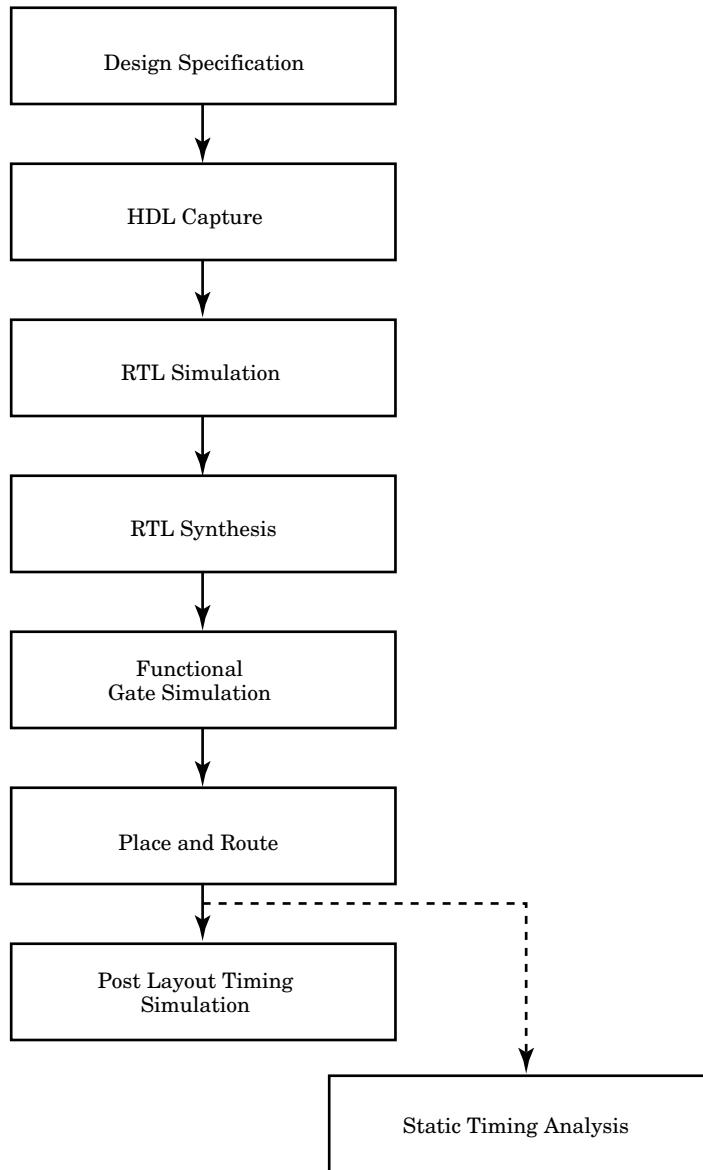 Design Specification
HDL Capture
RTL Simulation
RTL Synthesis
Functional
Gate Simulation
Place and Route
Post Layout Timing
Simulation
Static Timing Analysis